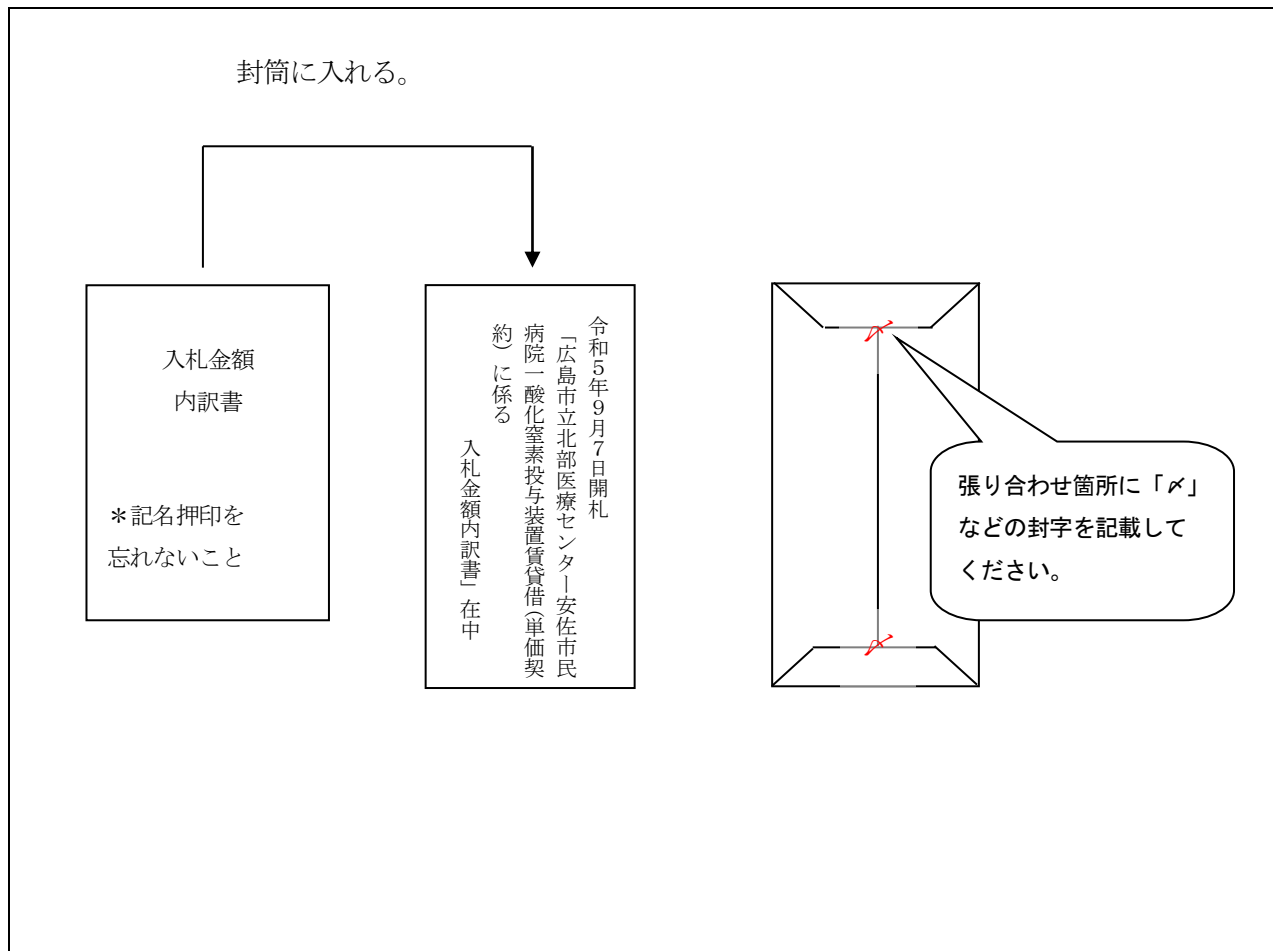 封筒に入れる。
入札金額
内訳書
＊記名押印を
忘れないこと
令和５年９月７日開札
「広島市立北部医療センター安佐市民
病院一酸化窒素投与装置賃貸借（単価契
約）に係る
入札金額内訳書」在中
〆
〆
張り合わせ箇所に「〆」
などの封字を記載して
ください。